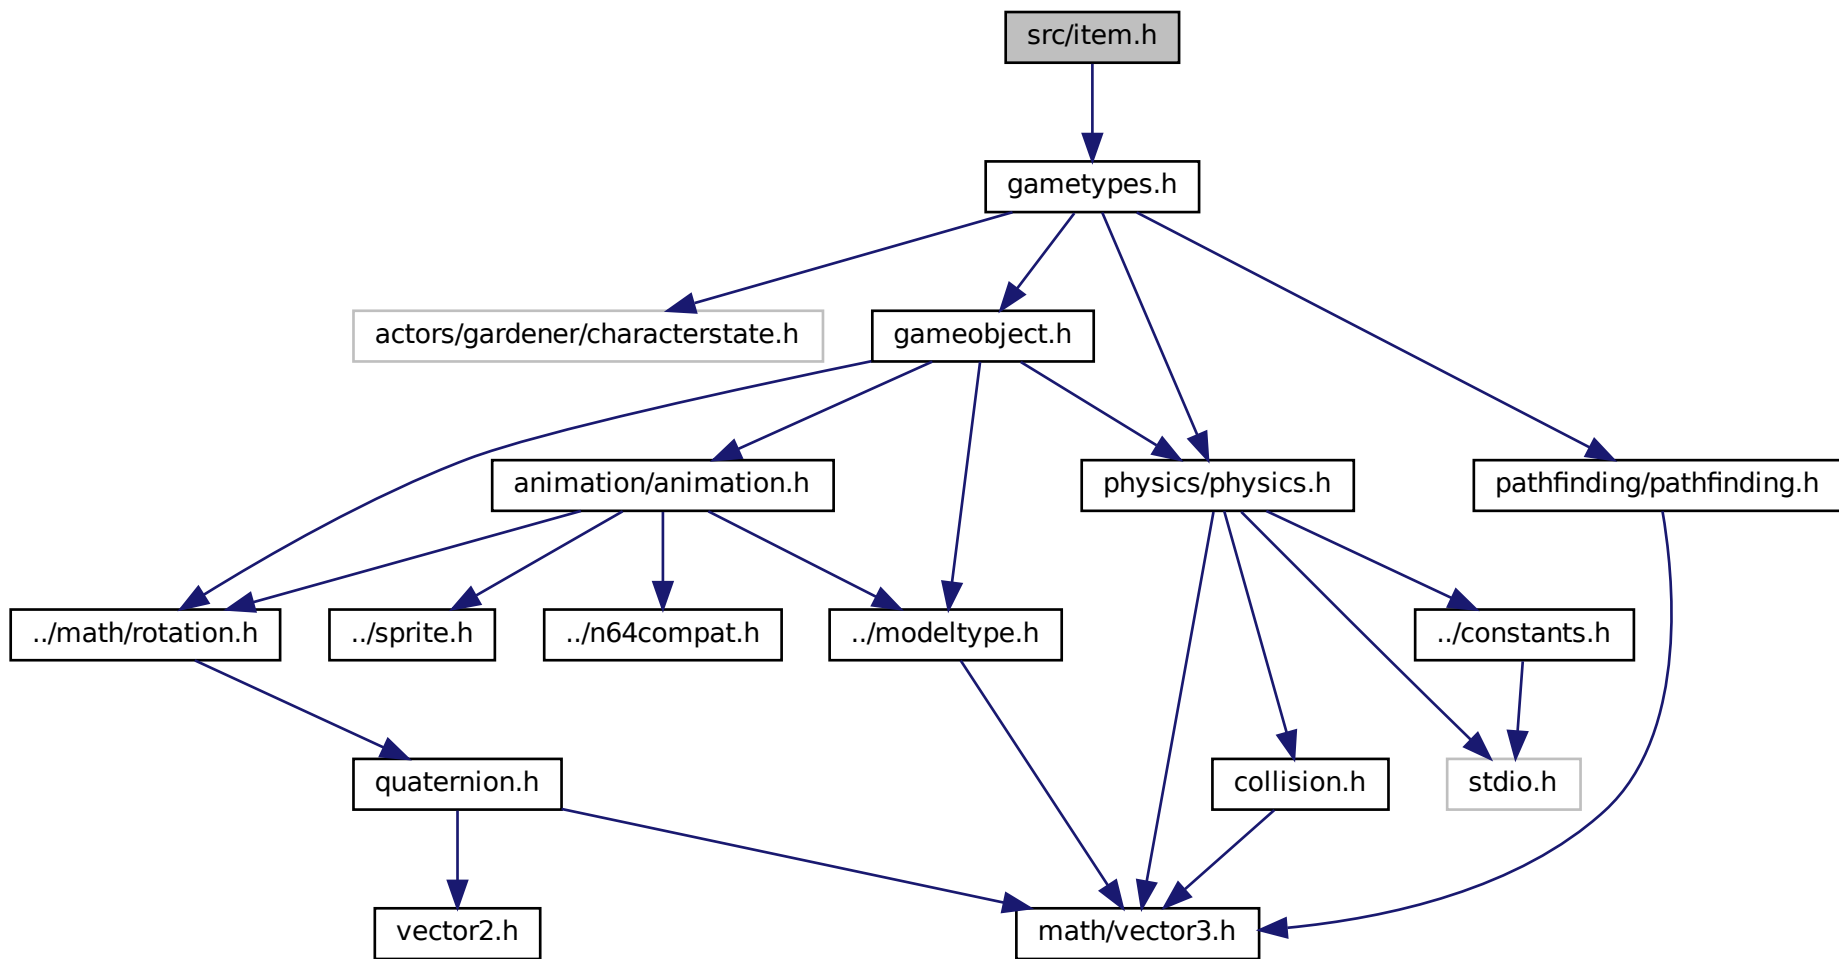 src/item.h
gametypes.h
actors/gardener/characterstate.h
gameobject.h
animation/animation.h
physics/physics.h
pathfinding/pathfinding.h
../math/rotation.h
../sprite.h
../n64compat.h
../modeltype.h
../constants.h
quaternion.h
collision.h
stdio.h
vector2.h
math/vector3.h